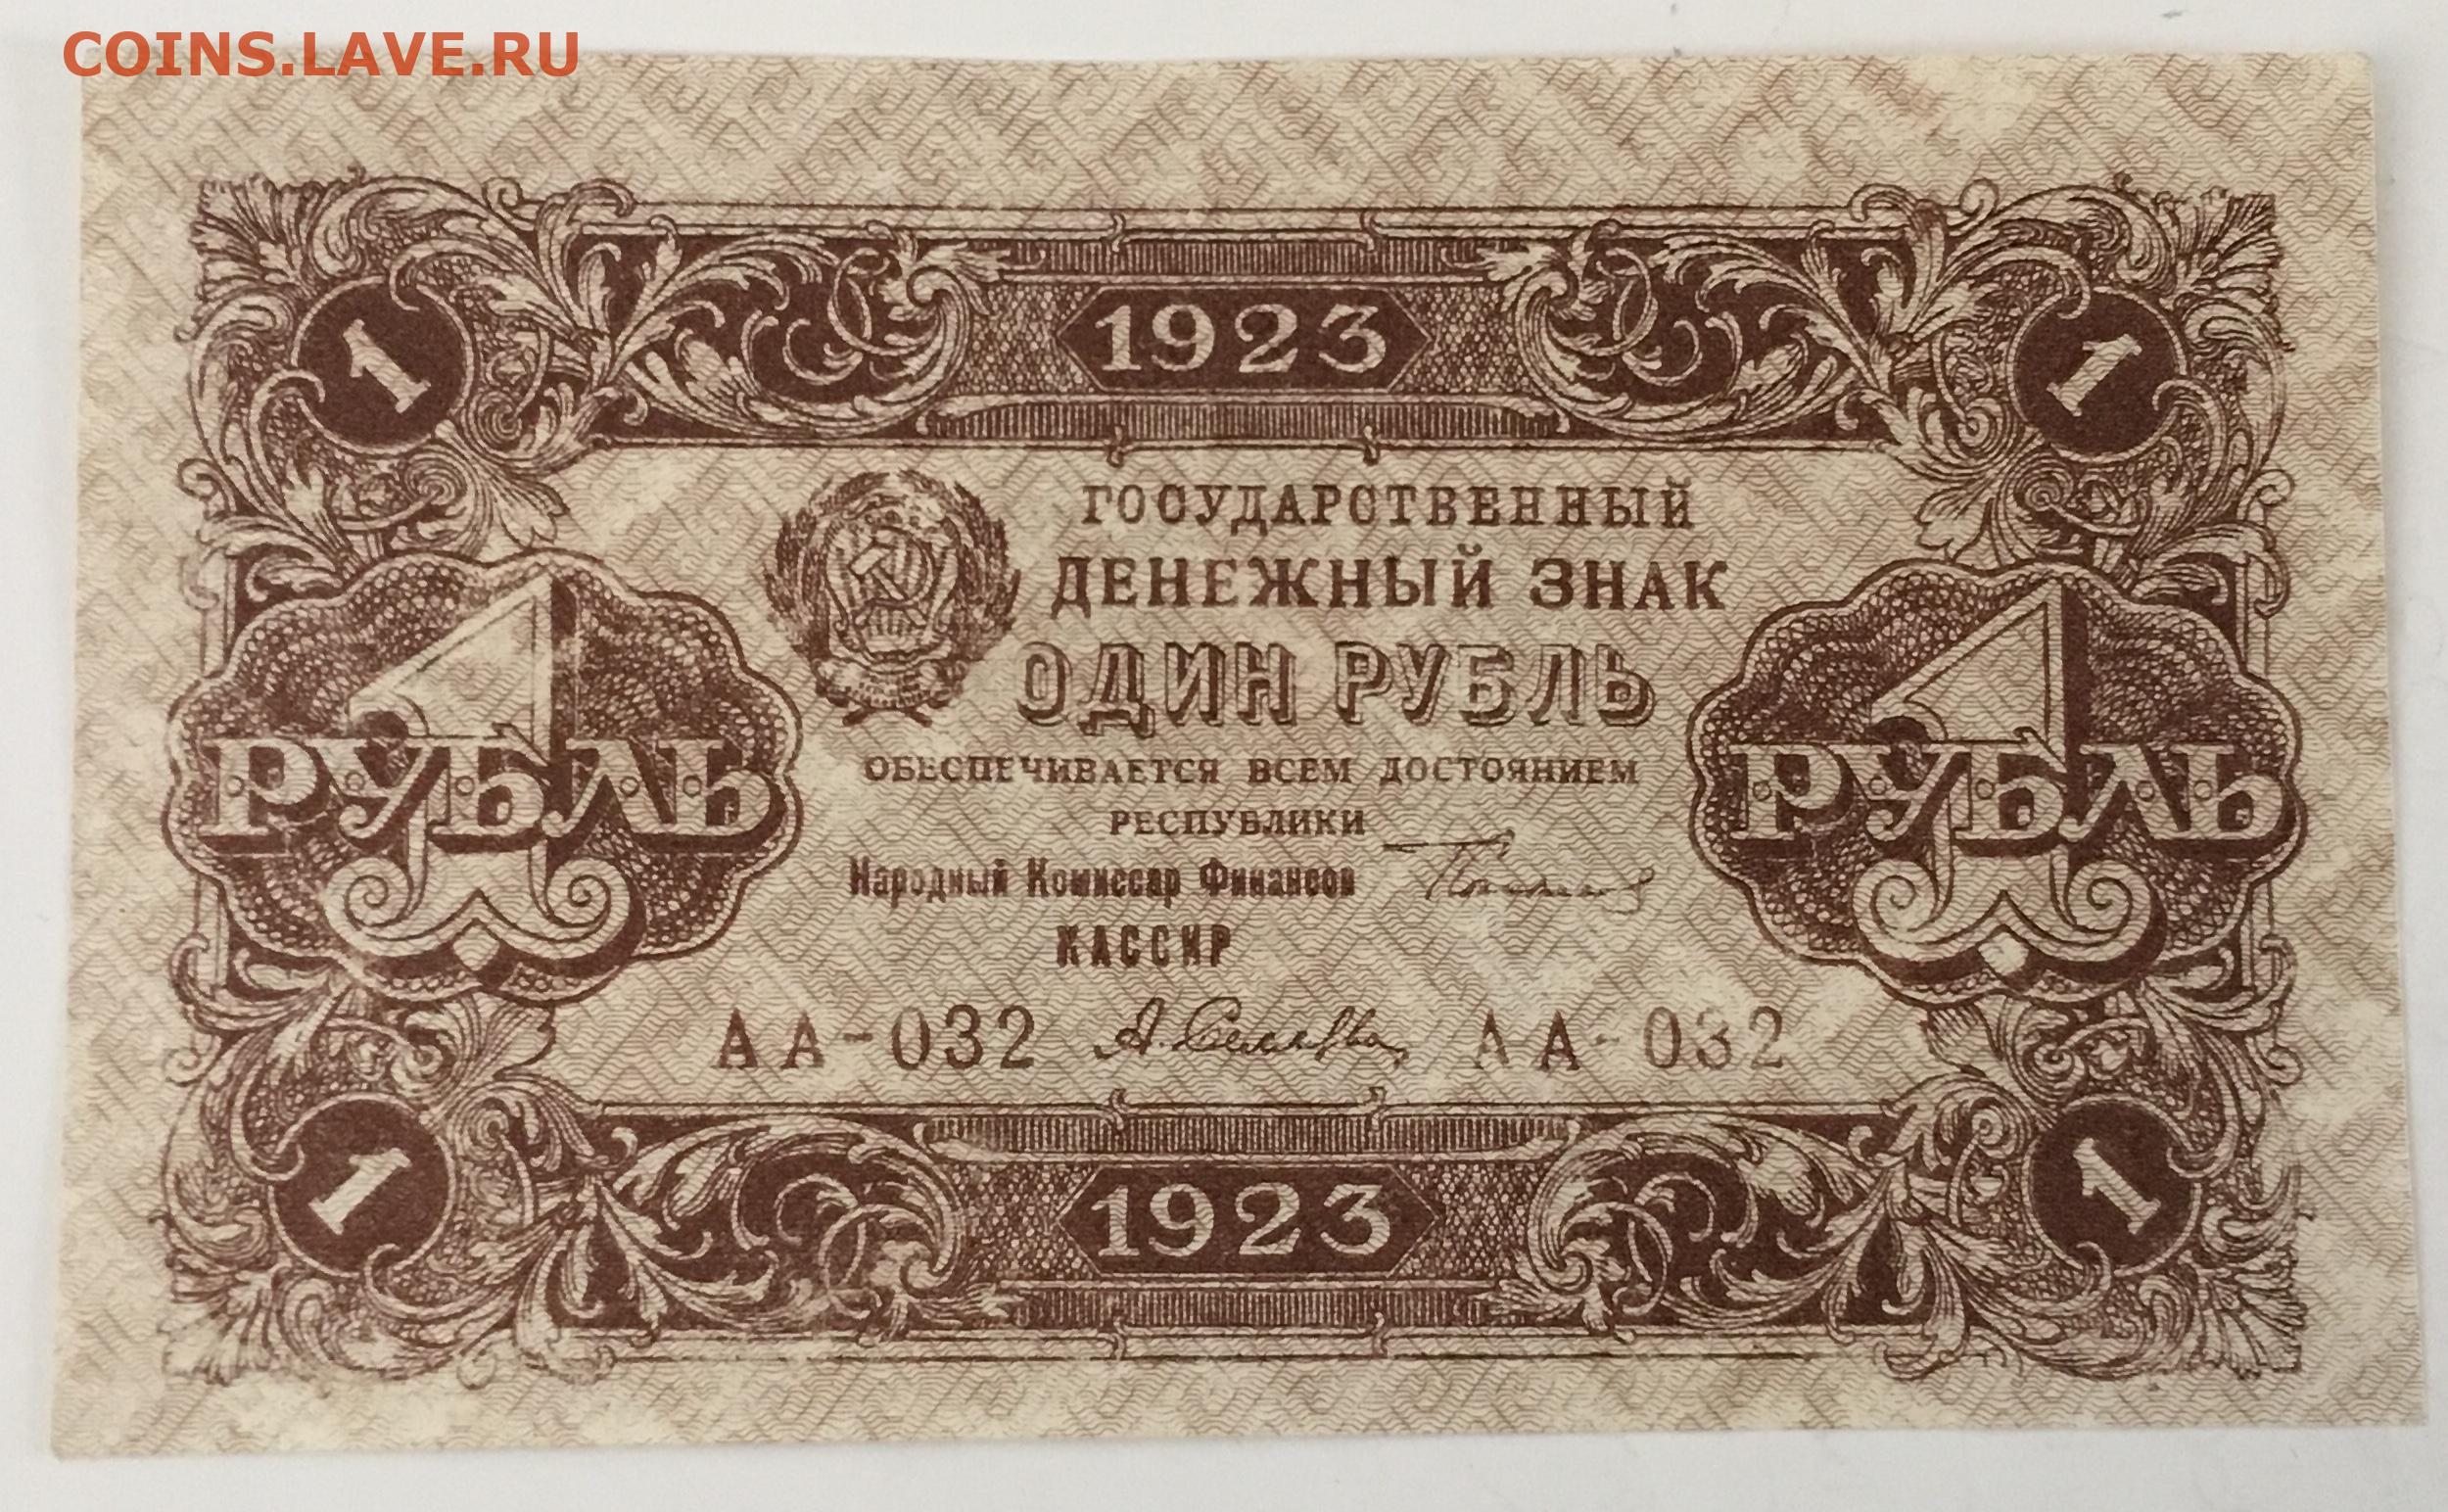 COINS.LAVE.RU
1 1923 1
ГОСУДАРСТВЕННЫЙ
ДЕНЕЖНЫЙ ЗНАК
ОДИН РУБЛЬ
1 РУБЛЬ
1 РУБЛЬ
ОБЕСПЕЧИВАЕТСЯ ВСЕМ ДОСТОЯНИЕМ
РЕСПУБЛИКИ
Народный Комиссар Финансов
КАССИР
АА-032 АА-032
1 1923 1